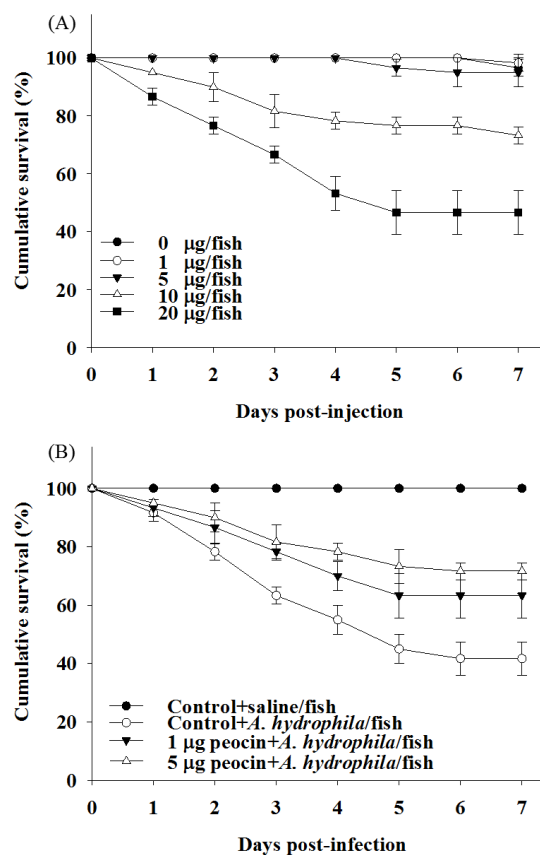 (A)
Cumulative survival (%)
100
80
60
40
20
0
0 μg/fish
1 μg/fish
5 μg/fish
10 μg/fish
20 μg/fish
0 1 2 3 4 5 6 7
Days post-injection
(B)
Cumulative survival (%)
100
80
60
40
20
0
Control+saline/fish
Control+A. hydrophila/fish
1 μg peocin+A. hydrophila/fish
5 μg peocin+A. hydrophila/fish
0 1 2 3 4 5 6 7
Days post-infection